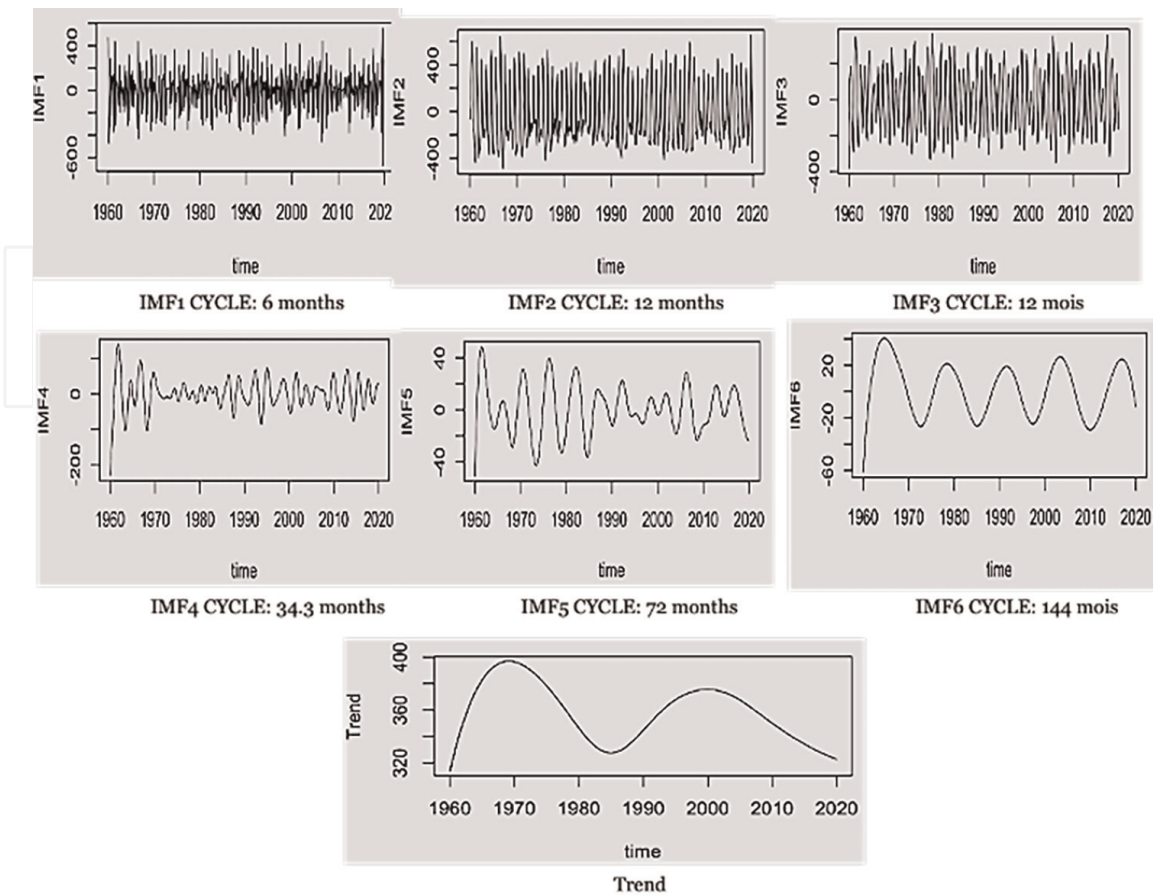 IMF1
400
0
-600
1960 1970 1980 1990 2000 2010 202
time
IMF1 CYCLE: 6 months
IMF2
400
0
-400
1960 1970 1980 1990 2000 2010 2020
time
IMF2 CYCLE: 12 months
IMF3
0
-400
1960 1970 1980 1990 2000 2010 2020
time
IMF3 CYCLE: 12 mois
IMF4
0
-200
1960 1970 1980 1990 2000 2010 2020
time
IMF4 CYCLE: 34.3 months
IMF5
40
0
-40
1960 1970 1980 1990 2000 2010 2020
time
IMF5 CYCLE: 72 months
IMF6
20
-20
-60
1960 1970 1980 1990 2000 2010 2020
time
IMF6 CYCLE: 144 mois
Trend
400
360
320
1960 1970 1980 1990 2000 2010 2020
time
Trend